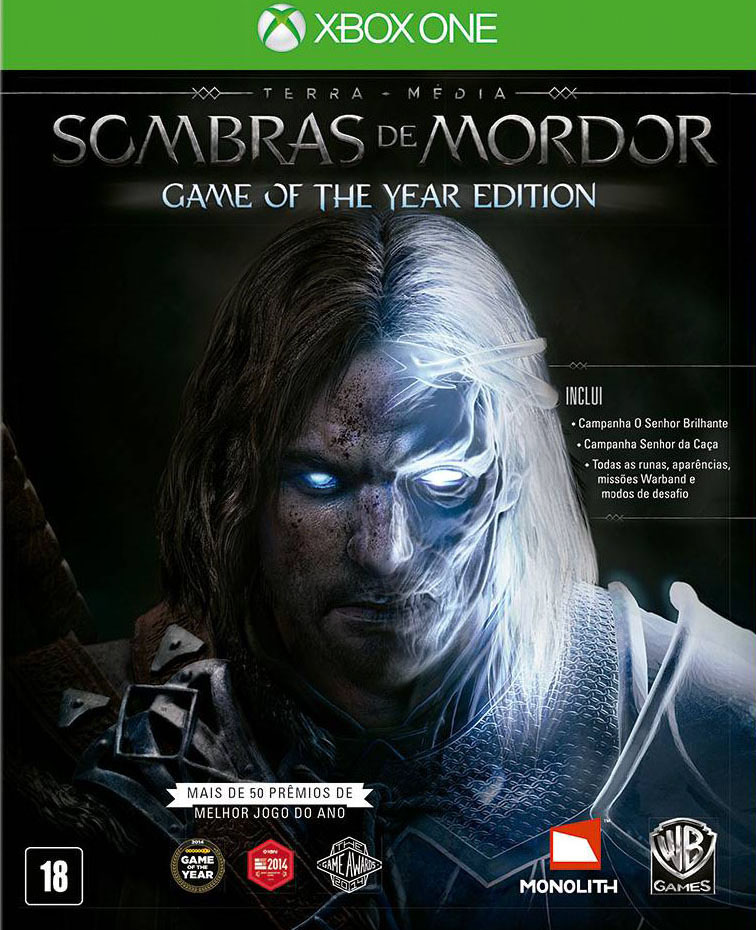 XBOX ONE
TERRA-MÉDIA
SOMBRAS DE MORDOR
GAME OF THE YEAR EDITION
INCLUI
• Campanha O Senhor Brilhante
• Campanha Senhor da Caça
• Todas as runas, aparências,
missões Warband e
modos de desafio
MAIS DE 50 PRÊMIOS DE
MELHOR JOGO DO ANO
2014
GAME
OF THE
YEAR
2014
THE
GAME AWARDS
2014
18
MONOLITH
TM
WB
GAMES